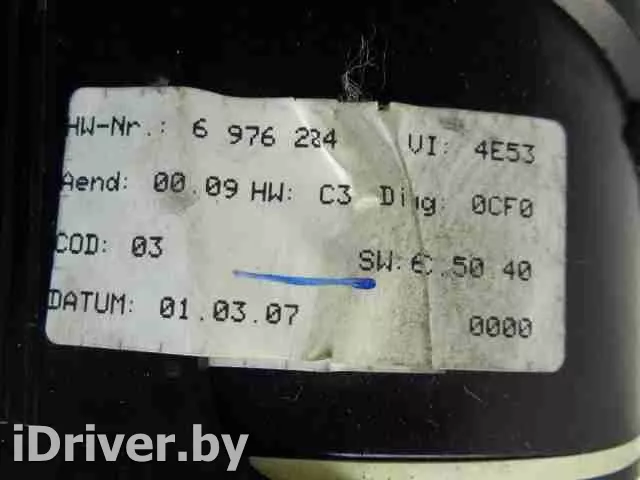 HW-Nr.: 6 976 284 VI: 4E53
Aend: 00.09 HW: C3 Diag: 0CF0
COD: 03 SW: .50.40
DATUM: 01.03.07 0000
iDriver.by